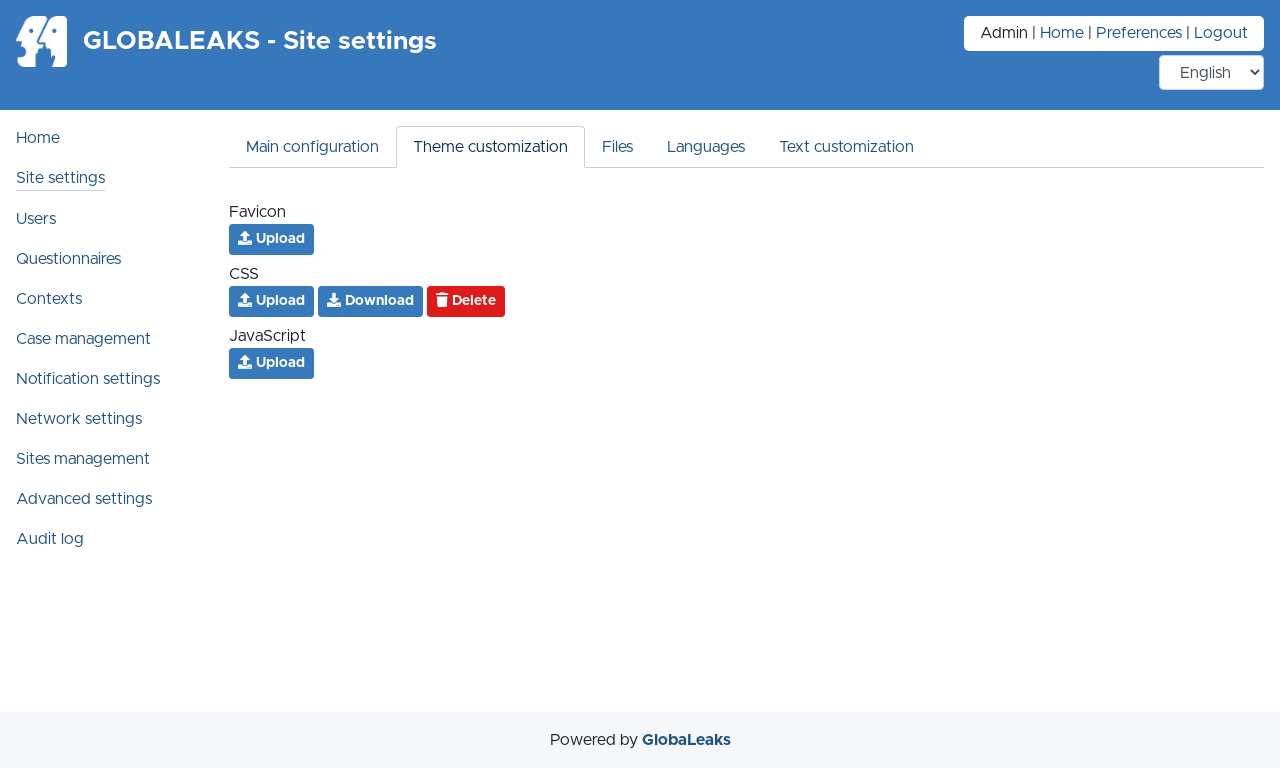 GLOBALEAKS - Site settings
Admin | Home | Preferences | Logout
English
Home
Site settings
Users
Questionnaires
Contexts
Case management
Notification settings
Network settings
Sites management
Advanced settings
Audit log
Main configuration Theme customization Files Languages Text customization
Favicon
Upload
CSS
Upload Download Delete
JavaScript
Upload
Powered by GlobaLeaks